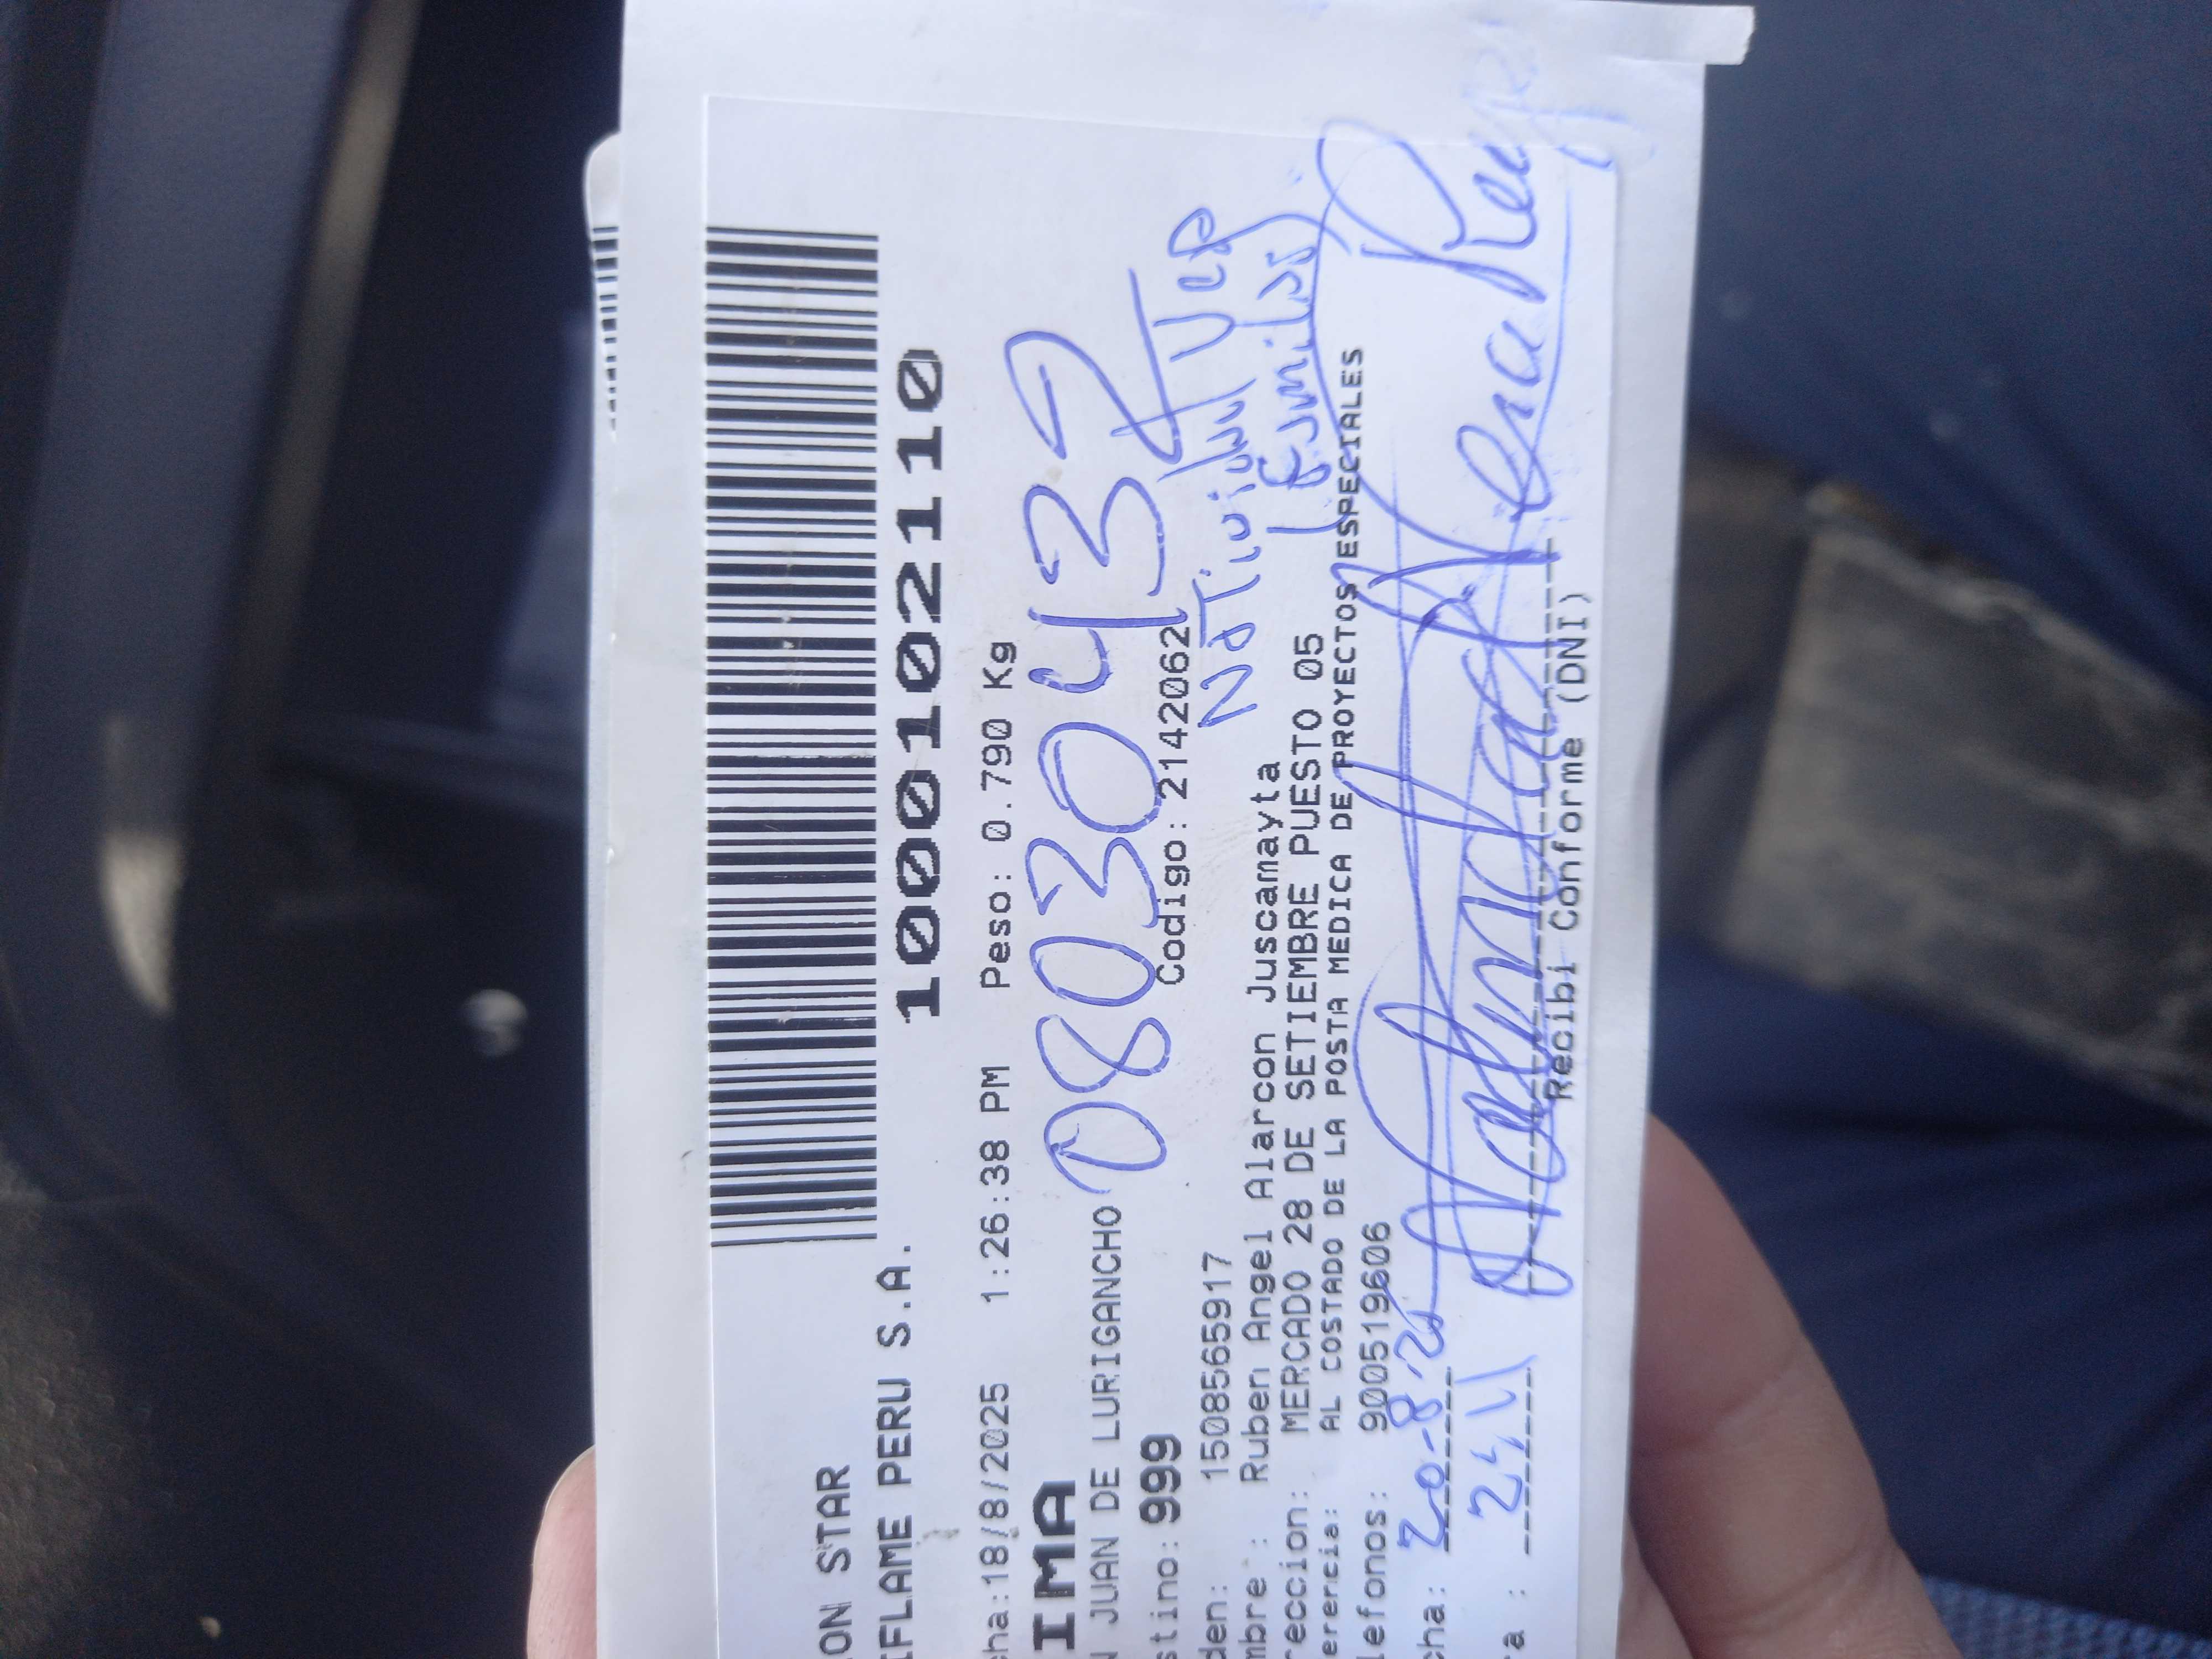 ON STAR
IFLAME PERU S.A.
1000102110
cha:18/8/2025 1:26:38 PM Peso: 0.790 Kg
IMA
N JUAN DE LURIGANCHO
08030432
stino: 999 Codigo: 2142062
den: 1508565917
mbre : Ruben Angel Alarcon Juscamayta
reccion: MERCADO 28 DE SETIEMBRE PUESTO 05
erencia: AL COSTADO DE LA POSTA MEDICA DE PROYECTOS ESPECIALES
lefonos: 900519606
cha: 20-8-25
ra :
Recibi Conforme (DNI)